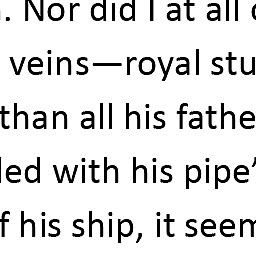 . Nor did I at all
veins—royal stu
than all his fathe
led with his pipe'
f his ship, it seem